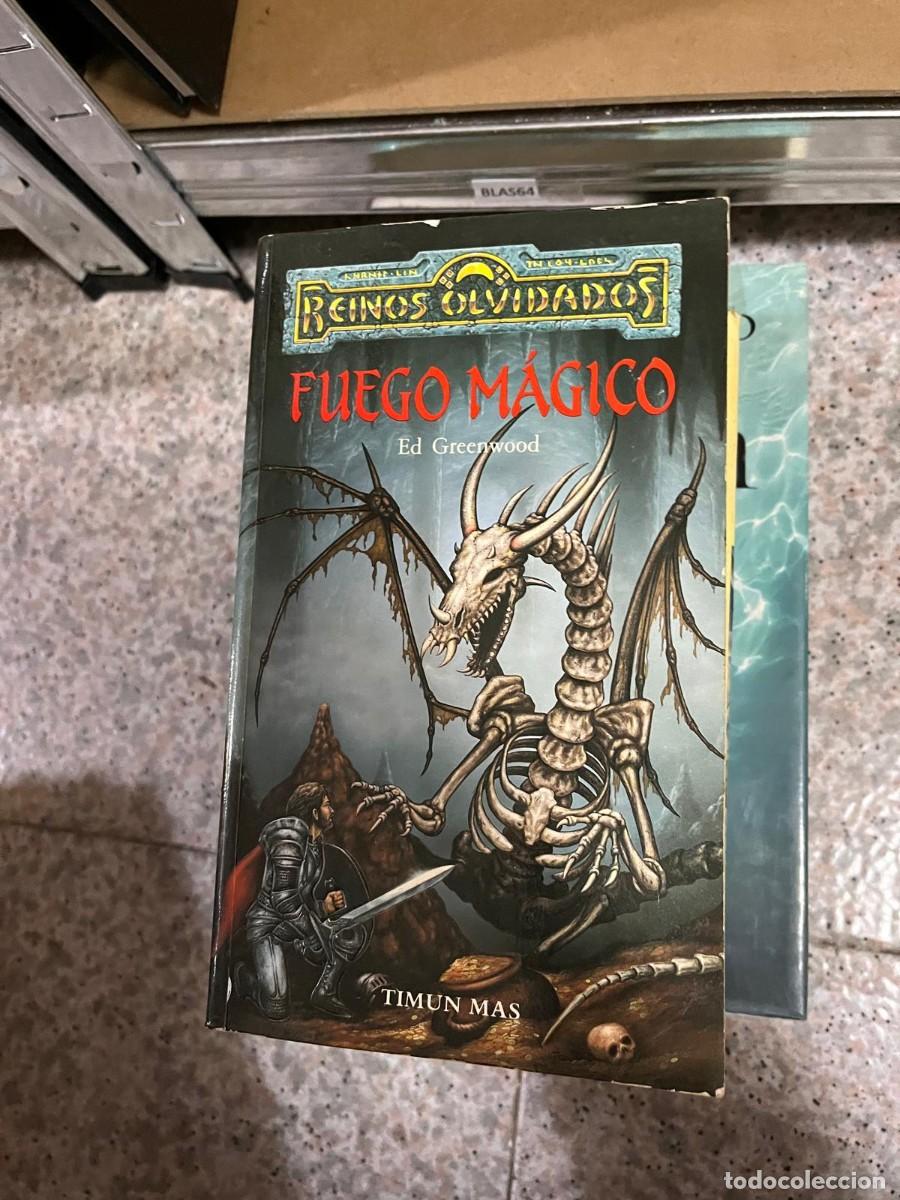 BLAS64
REINOS OLVIDADOS
FUEGO MÁGICO
Ed Greenwood
TIMUN MAS
todocoleccion